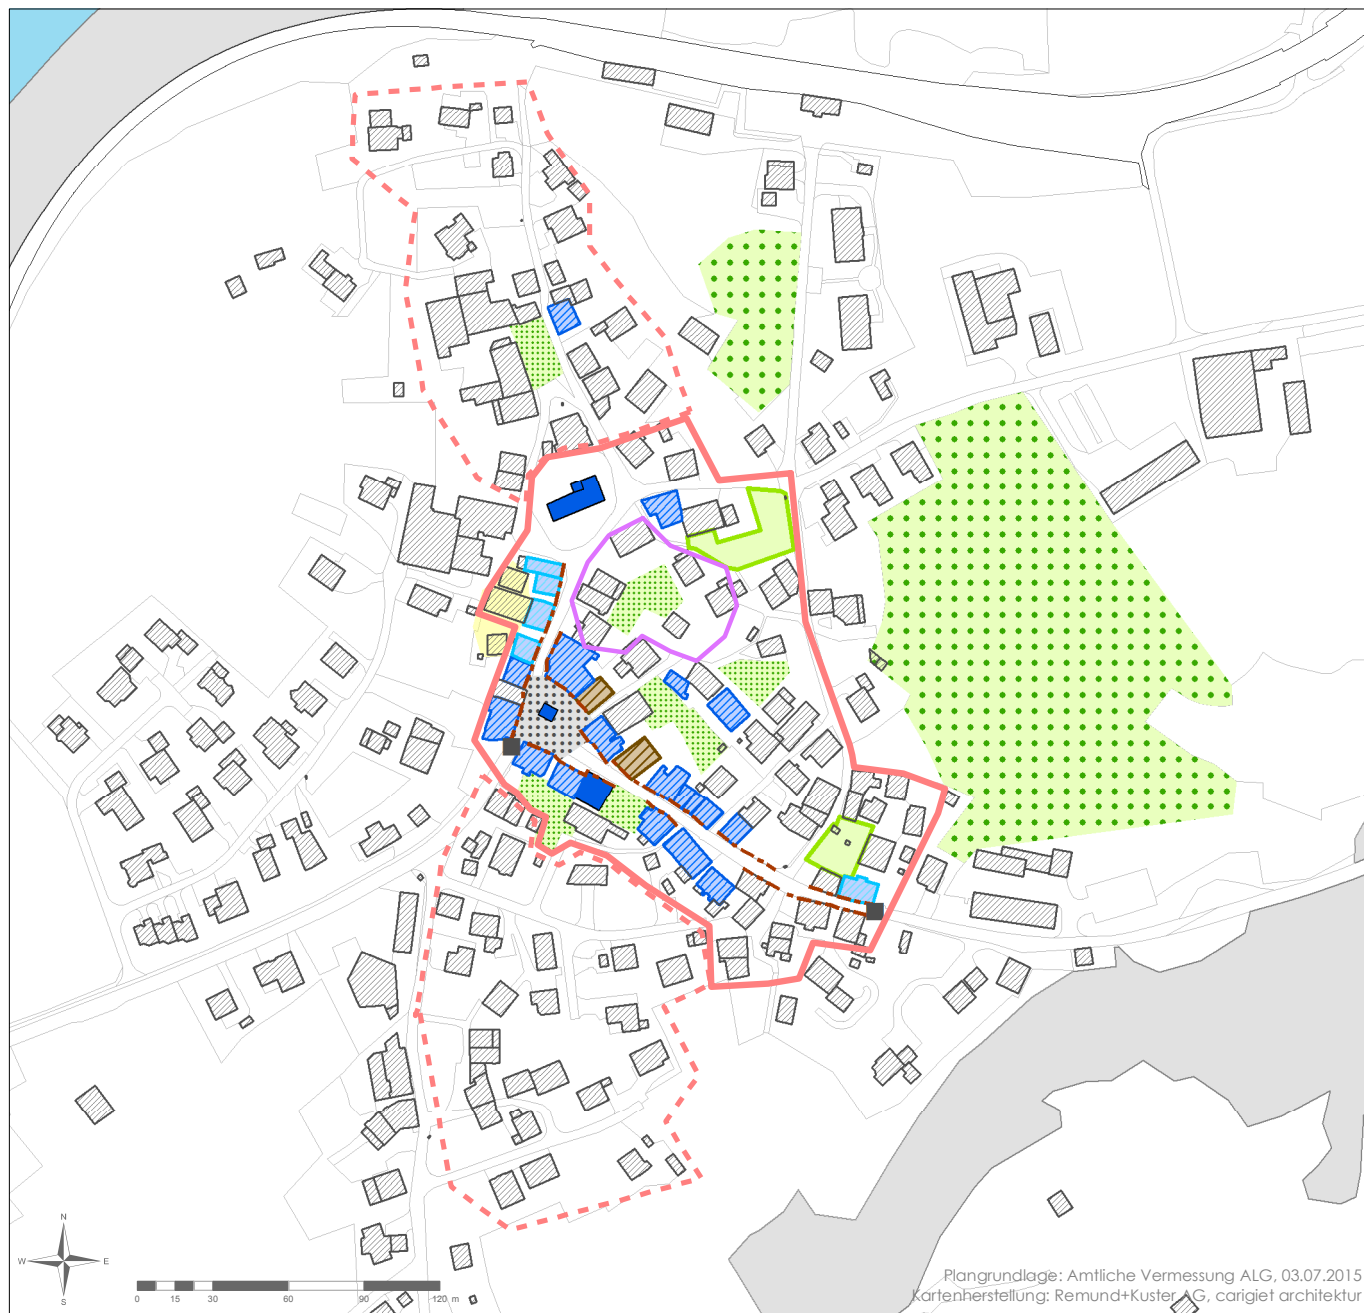 N
W E
S
0 15 30 60 90 120 m
Plangrundlage: Amtliche Vermessung ALG, 03.07.2015
Kartenherstellung: Remund+Kuster AG, carigiet architektur